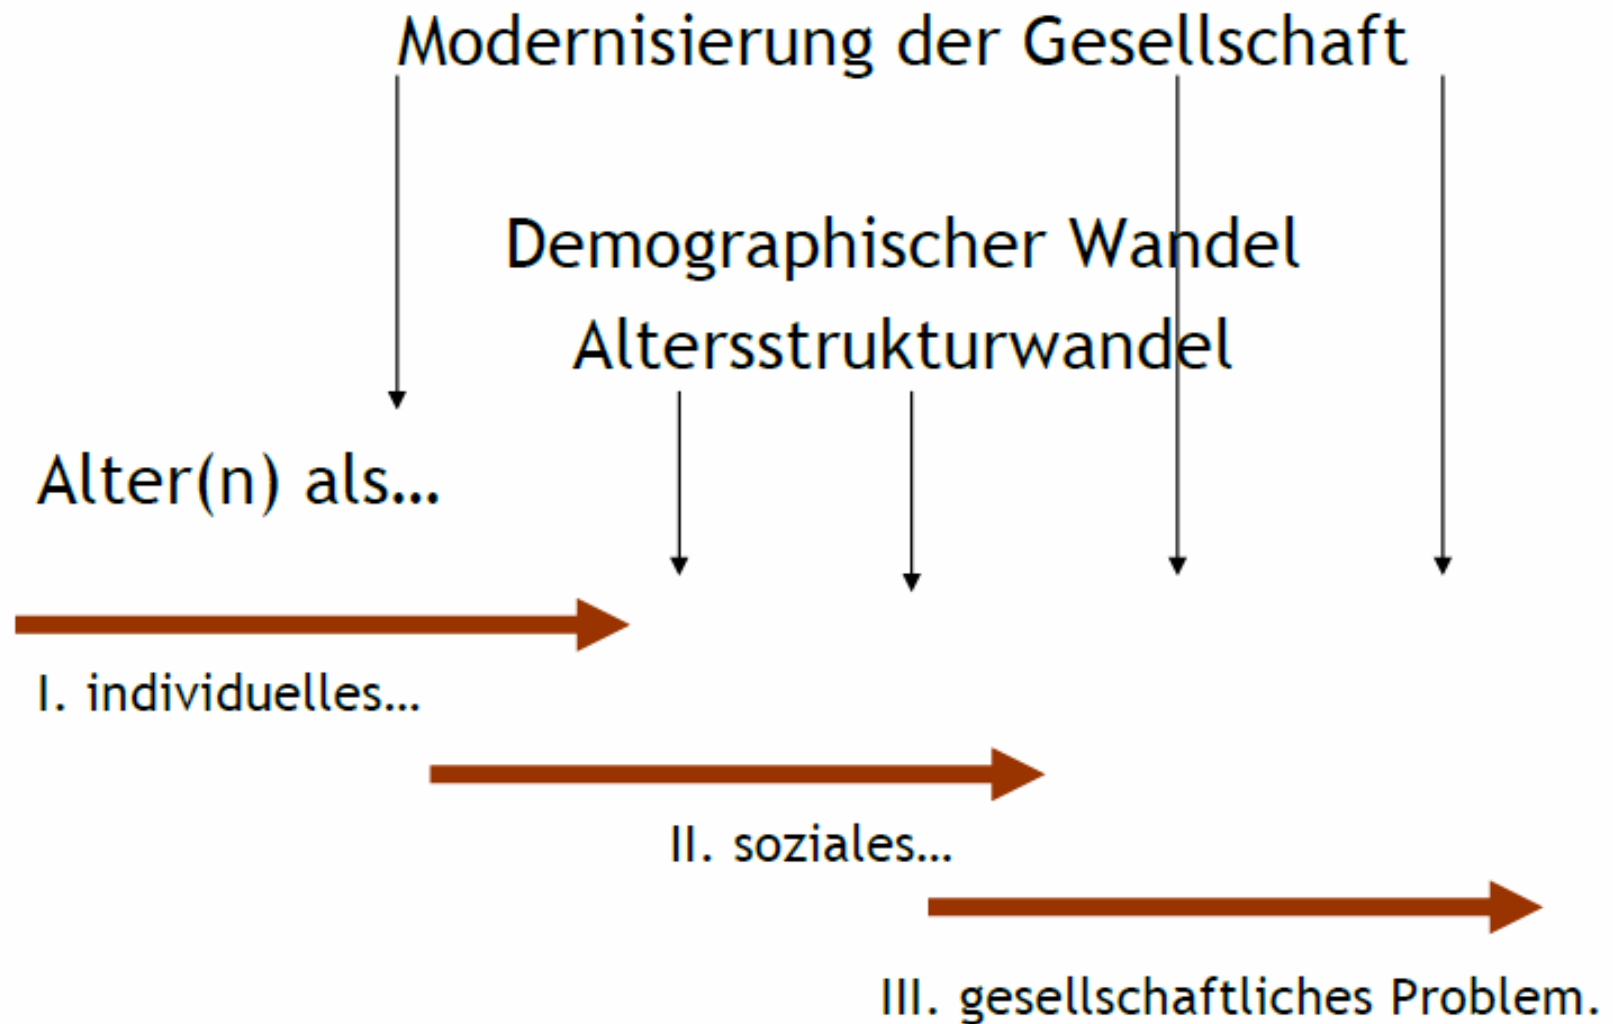 Modernisierung der Gesellschaft
Demographischer Wandel
Altersstrukturwandel
Alter(n) als…
I. individuelles…
II. soziales…
III. gesellschaftliches Problem.